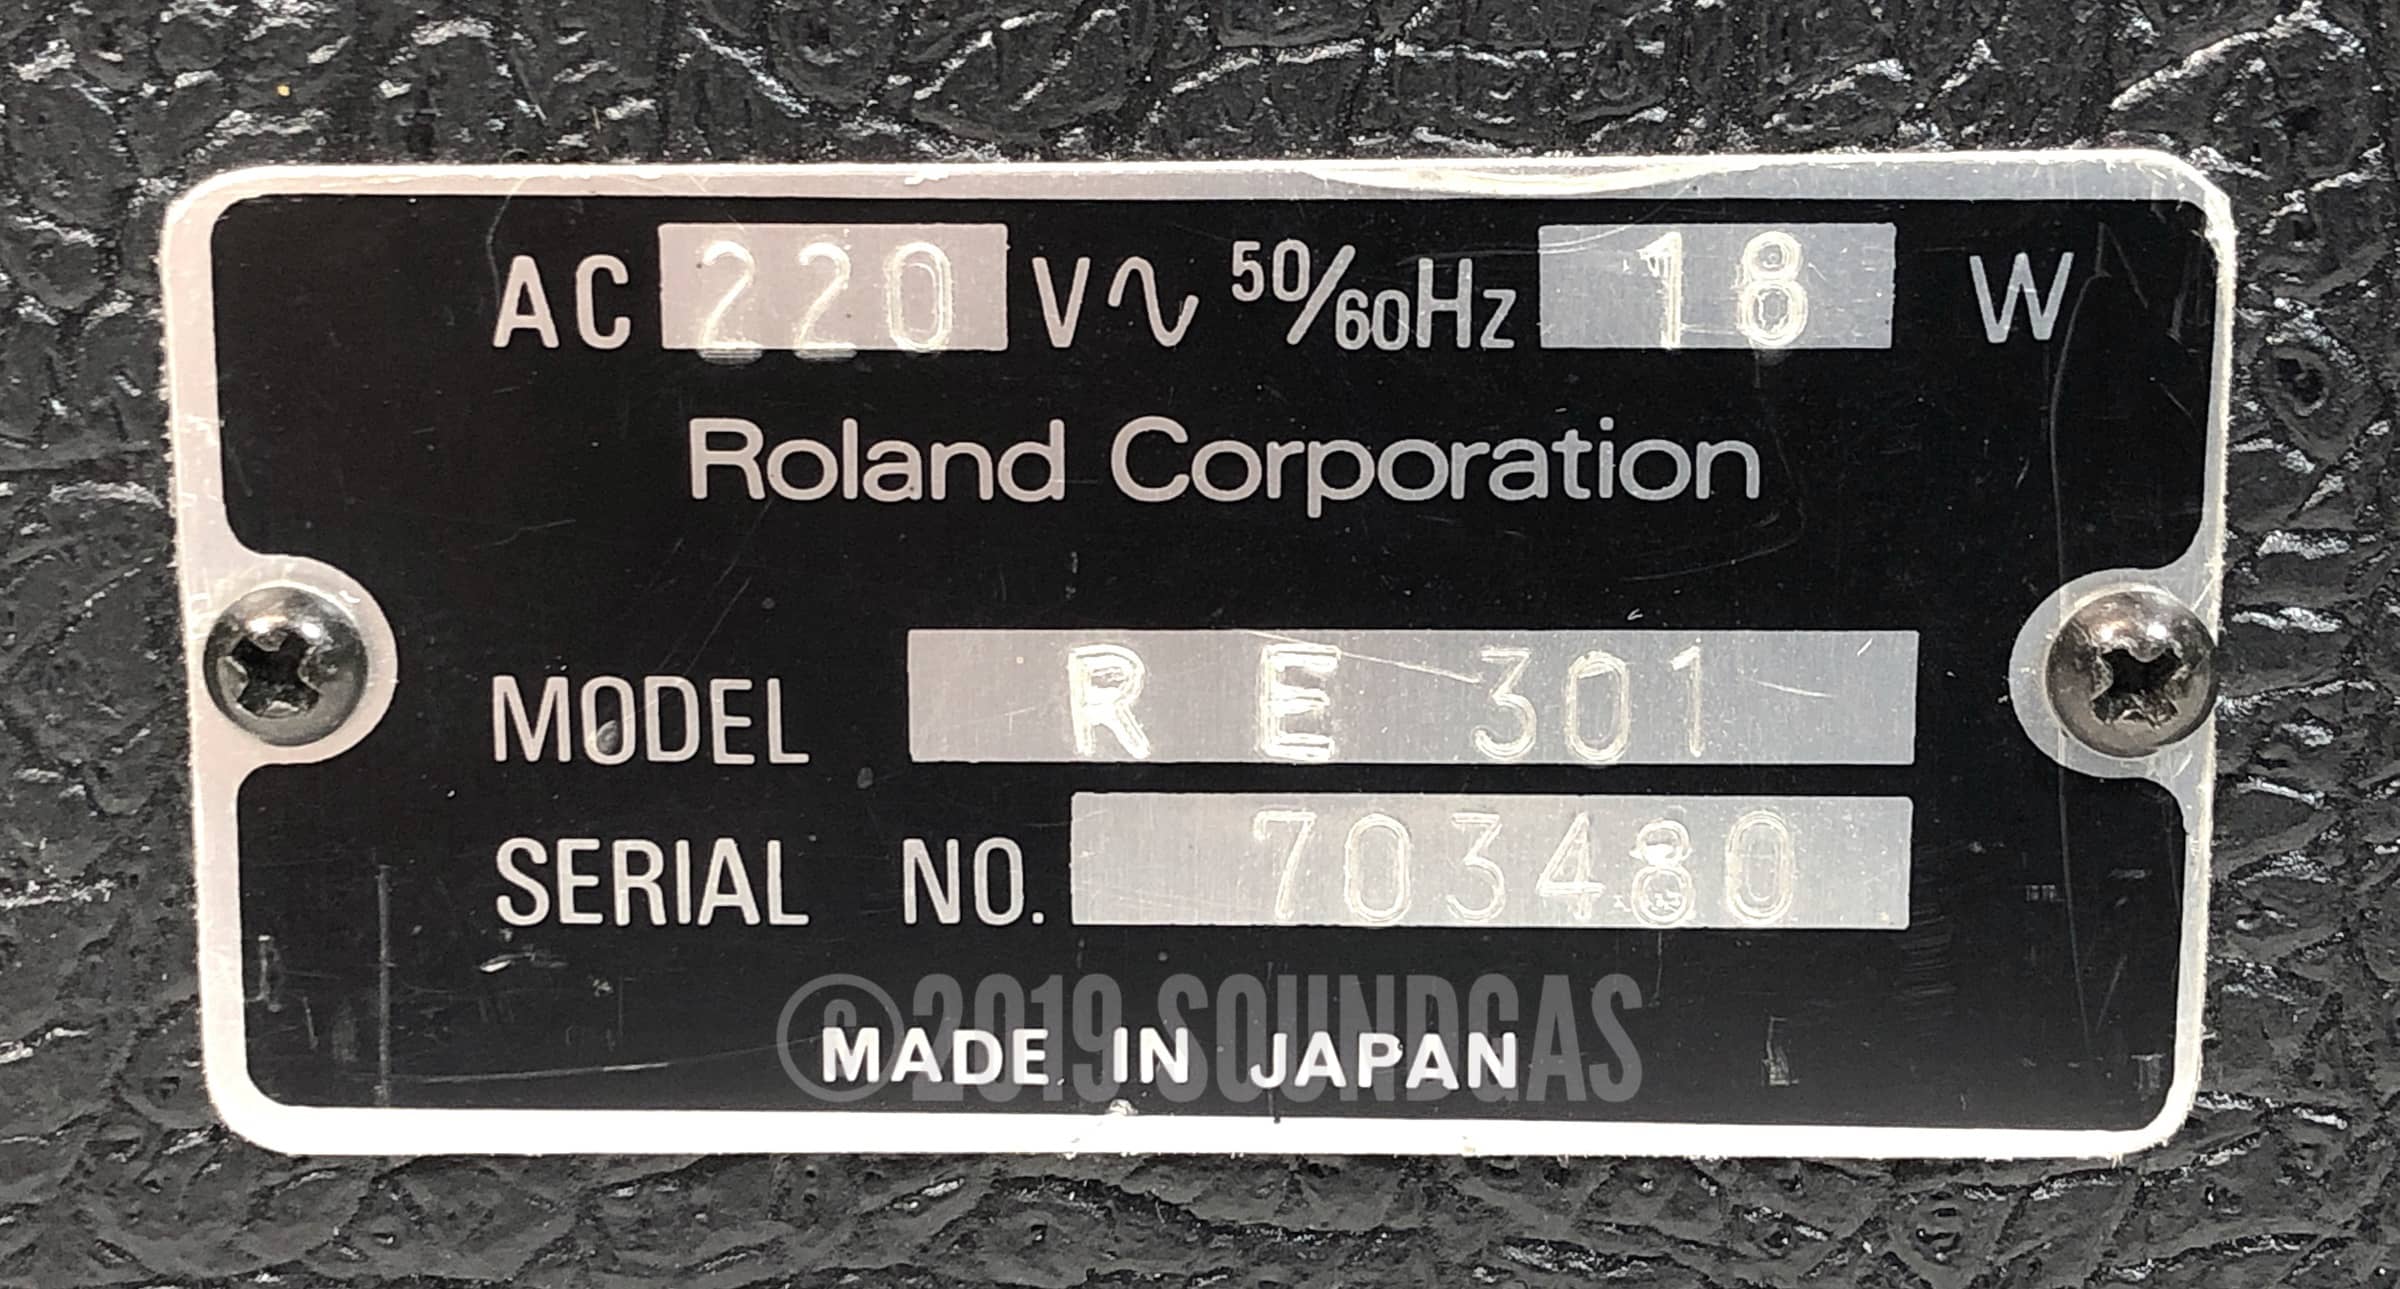 AC 220 V∿ 50/60Hz 18 W
Roland Corporation
MODEL RE 301
SERIAL NO. 703480
©2019 SOUNDGAS
MADE IN JAPAN